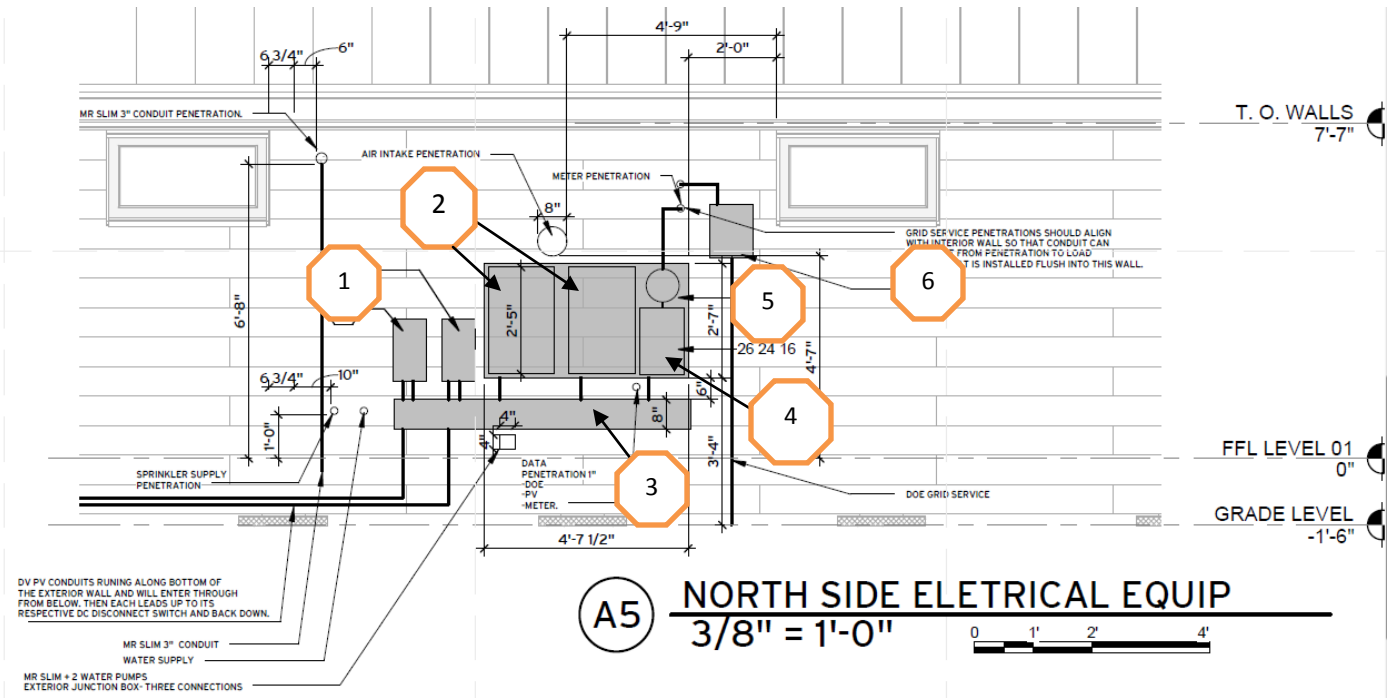 4'-9"
6 3/4"
6"
2'-0"
MR SLIM 3" CONDUIT PENETRATION.
T. O. WALLS
7'-7"
AIR INTAKE PENETRATION
METER PENETRATION
2
8"
GRID SERVICE PENETRATIONS SHOULD ALIGN
WITH INTERIOR WALL SO THAT CONDUIT CAN
FROM PENETRATION TO LOAD
IS INSTALLED FLUSH INTO THIS WALL.
1
6
5
6'-8"
2'-5"
2'-7"
26 24 16
4'-7"
6 3/4"
10"
6"
4
1'-0"
4"
8"
4"
3'-4"
FFL LEVEL 01
0"
SPRINKLER SUPPLY
PENETRATION
DATA
PENETRATION 1"
-DOE
-PV
-METER.
3
DOE GRID SERVICE
GRADE LEVEL
-1'-6"
4'-7 1/2"
DV PV CONDUITS RUNING ALONG BOTTOM OF
THE EXTERIOR WALL AND WILL ENTER THROUGH
FROM BELOW. THEN EACH LEADS UP TO ITS
RESPECTIVE DC DISCONNECT SWITCH AND BACK DOWN.
A5
NORTH SIDE ELETRICAL EQUIP
3/8" = 1'-0"
0 1' 2' 4'
MR SLIM 3" CONDUIT
WATER SUPPLY
MR SLIM + 2 WATER PUMPS
EXTERIOR JUNCTION BOX- THREE CONNECTIONS